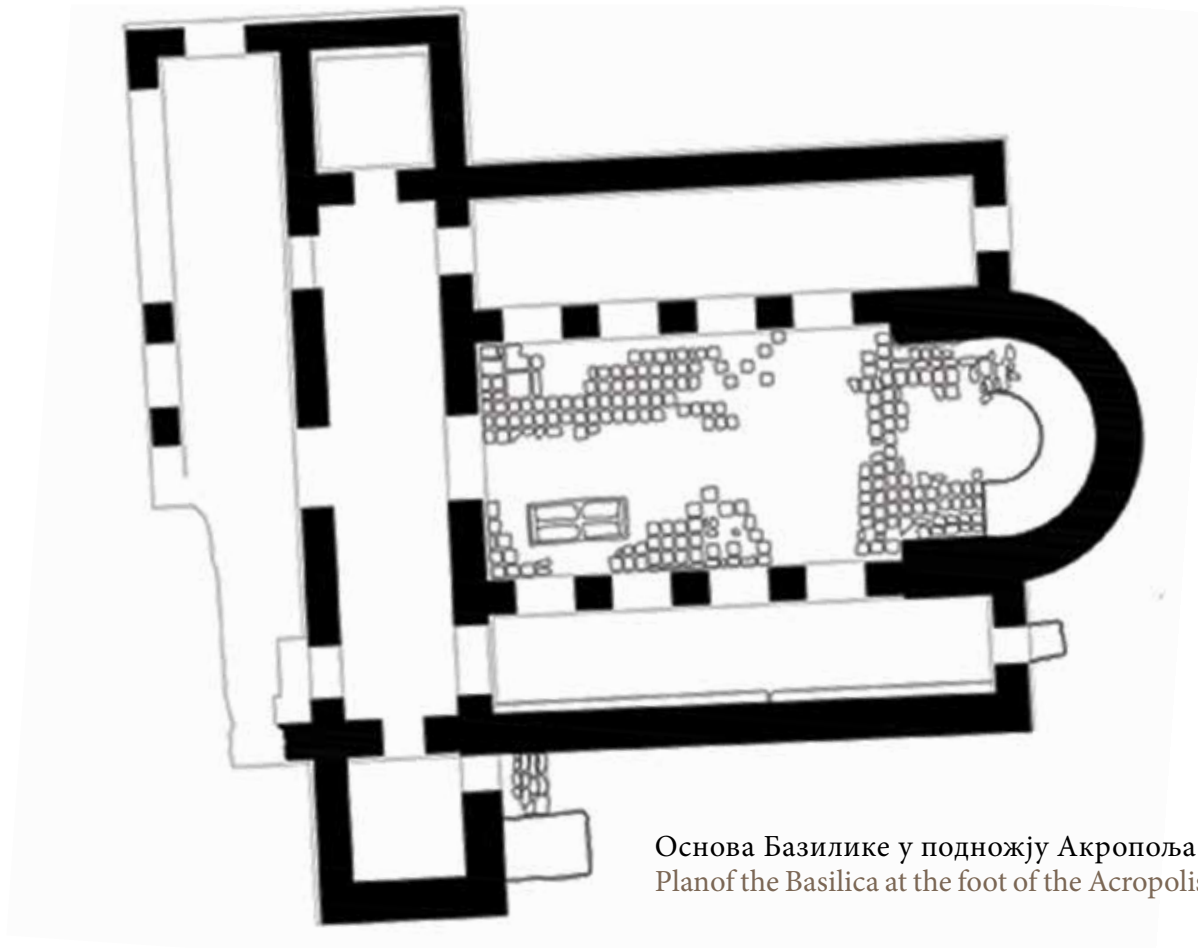 Основа Базилике у подножју Акропоља
Planof the Basilica at the foot of the Acropolis